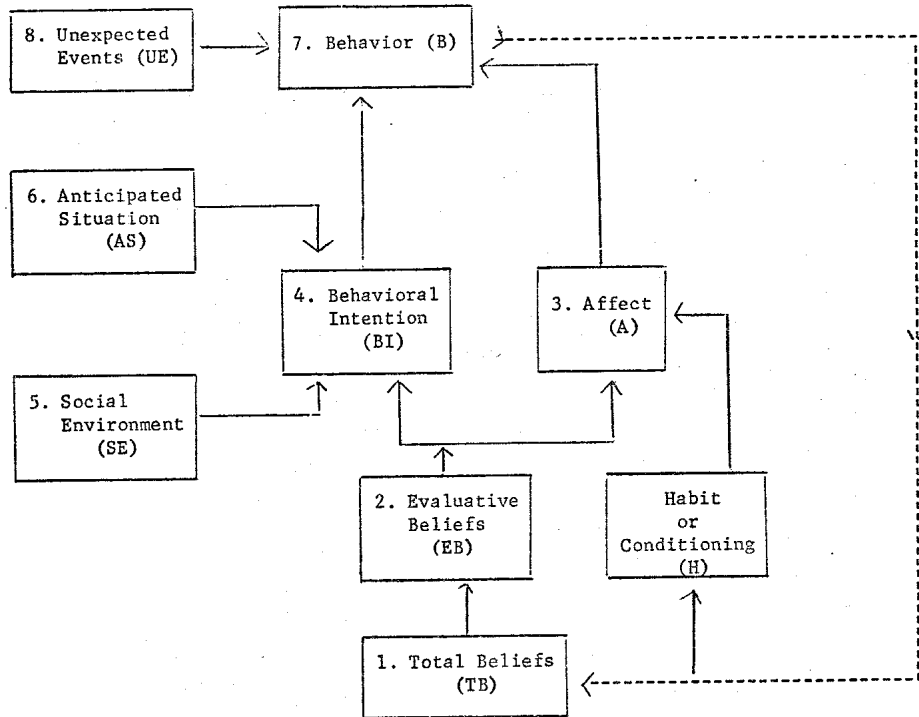 8. Unexpected
Events (UE)
7. Behavior (B)
6. Anticipated
Situation
(AS)
4. Behavioral
Intention
(BI)
3. Affect
(A)
5. Social
Environment
(SE)
2. Evaluative
Beliefs
(EB)
Habit
or
Conditioning
(H)
1. Total Beliefs
(TB)